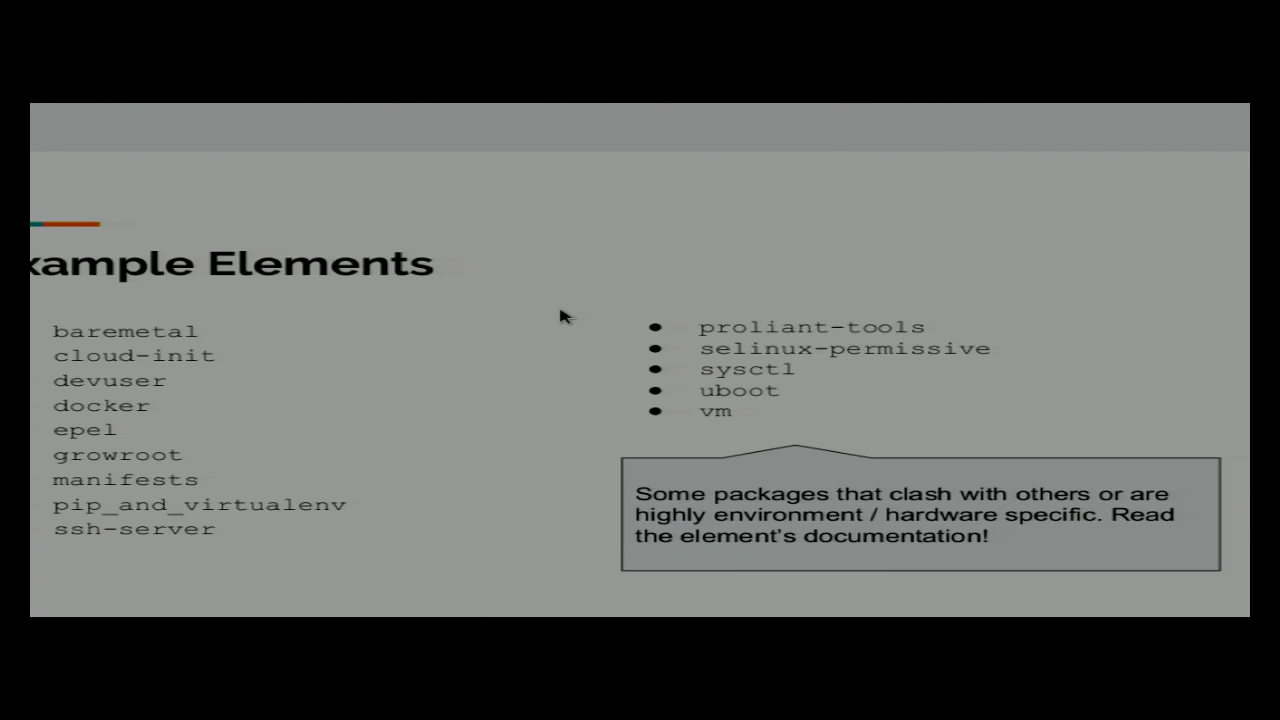 xample Elements
baremetal
cloud-init
devuser
docker
epel
growroot
manifests
pip_and_virtualenv
ssh-server
proliant-tools
selinux-permissive
sysctl
uboot
vm
Some packages that clash with others or are
highly environment / hardware specific. Read
the element's documentation!